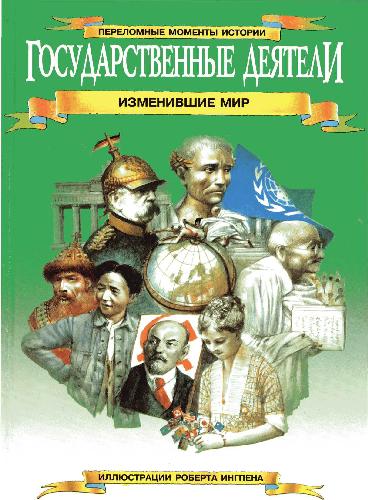 ПЕРЕЛОМНЫЕ МОМЕНТЫ ИСТОРИИ
ГОСУДАРСТВЕННЫЕ ДЕЯТЕЛИ
ИЗМЕНИВШИЕ МИР
ИЛЛЮСТРАЦИИ РОБЕРТА ИНГПЕНА